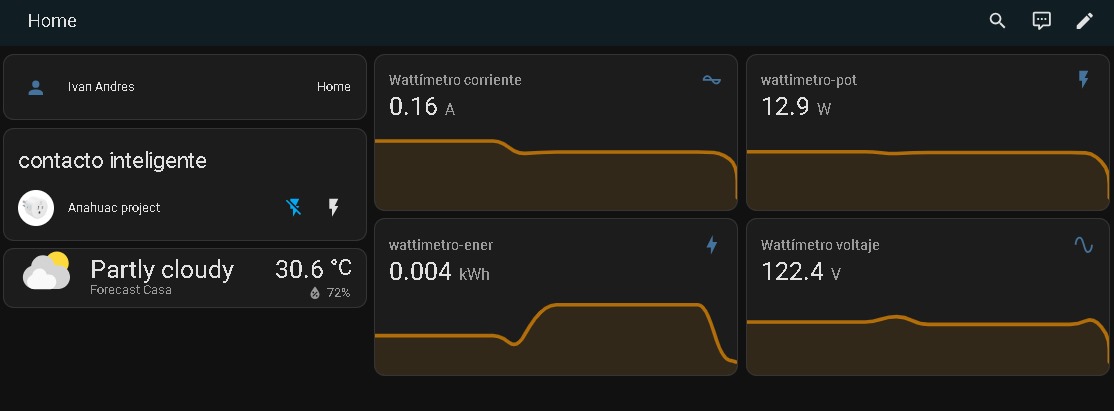 Home
Ivan Andres
Home
contacto inteligente
Anahuac project
Partly cloudy
Forecast Casa
30.6 °C
72%
Wattímetro corriente
0.16 A
wattimetro-pot
12.9 W
wattimetro-ener
0.004 kWh
Wattímetro voltaje
122.4 V